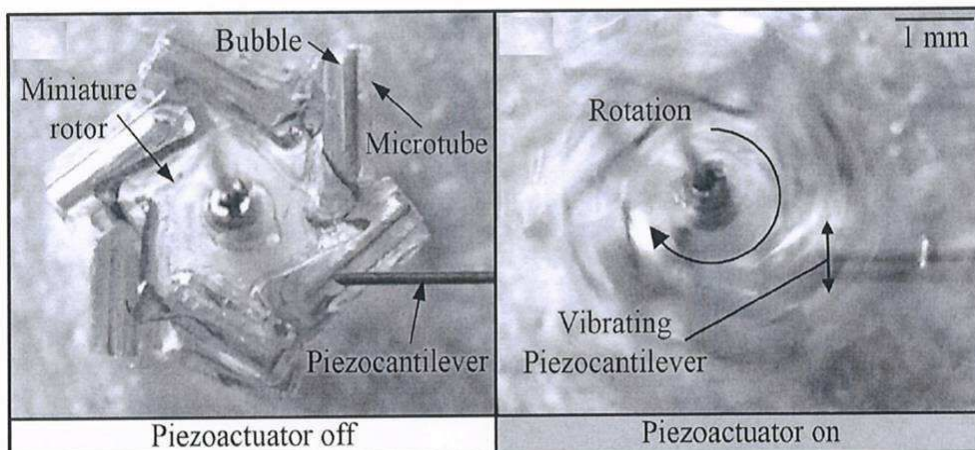 Bubble
Miniature
rotor
Microtube
Piezocantilever
Piezoactuator off
1 mm
Rotation
Vibrating
Piezocantilever
Piezoactuator on